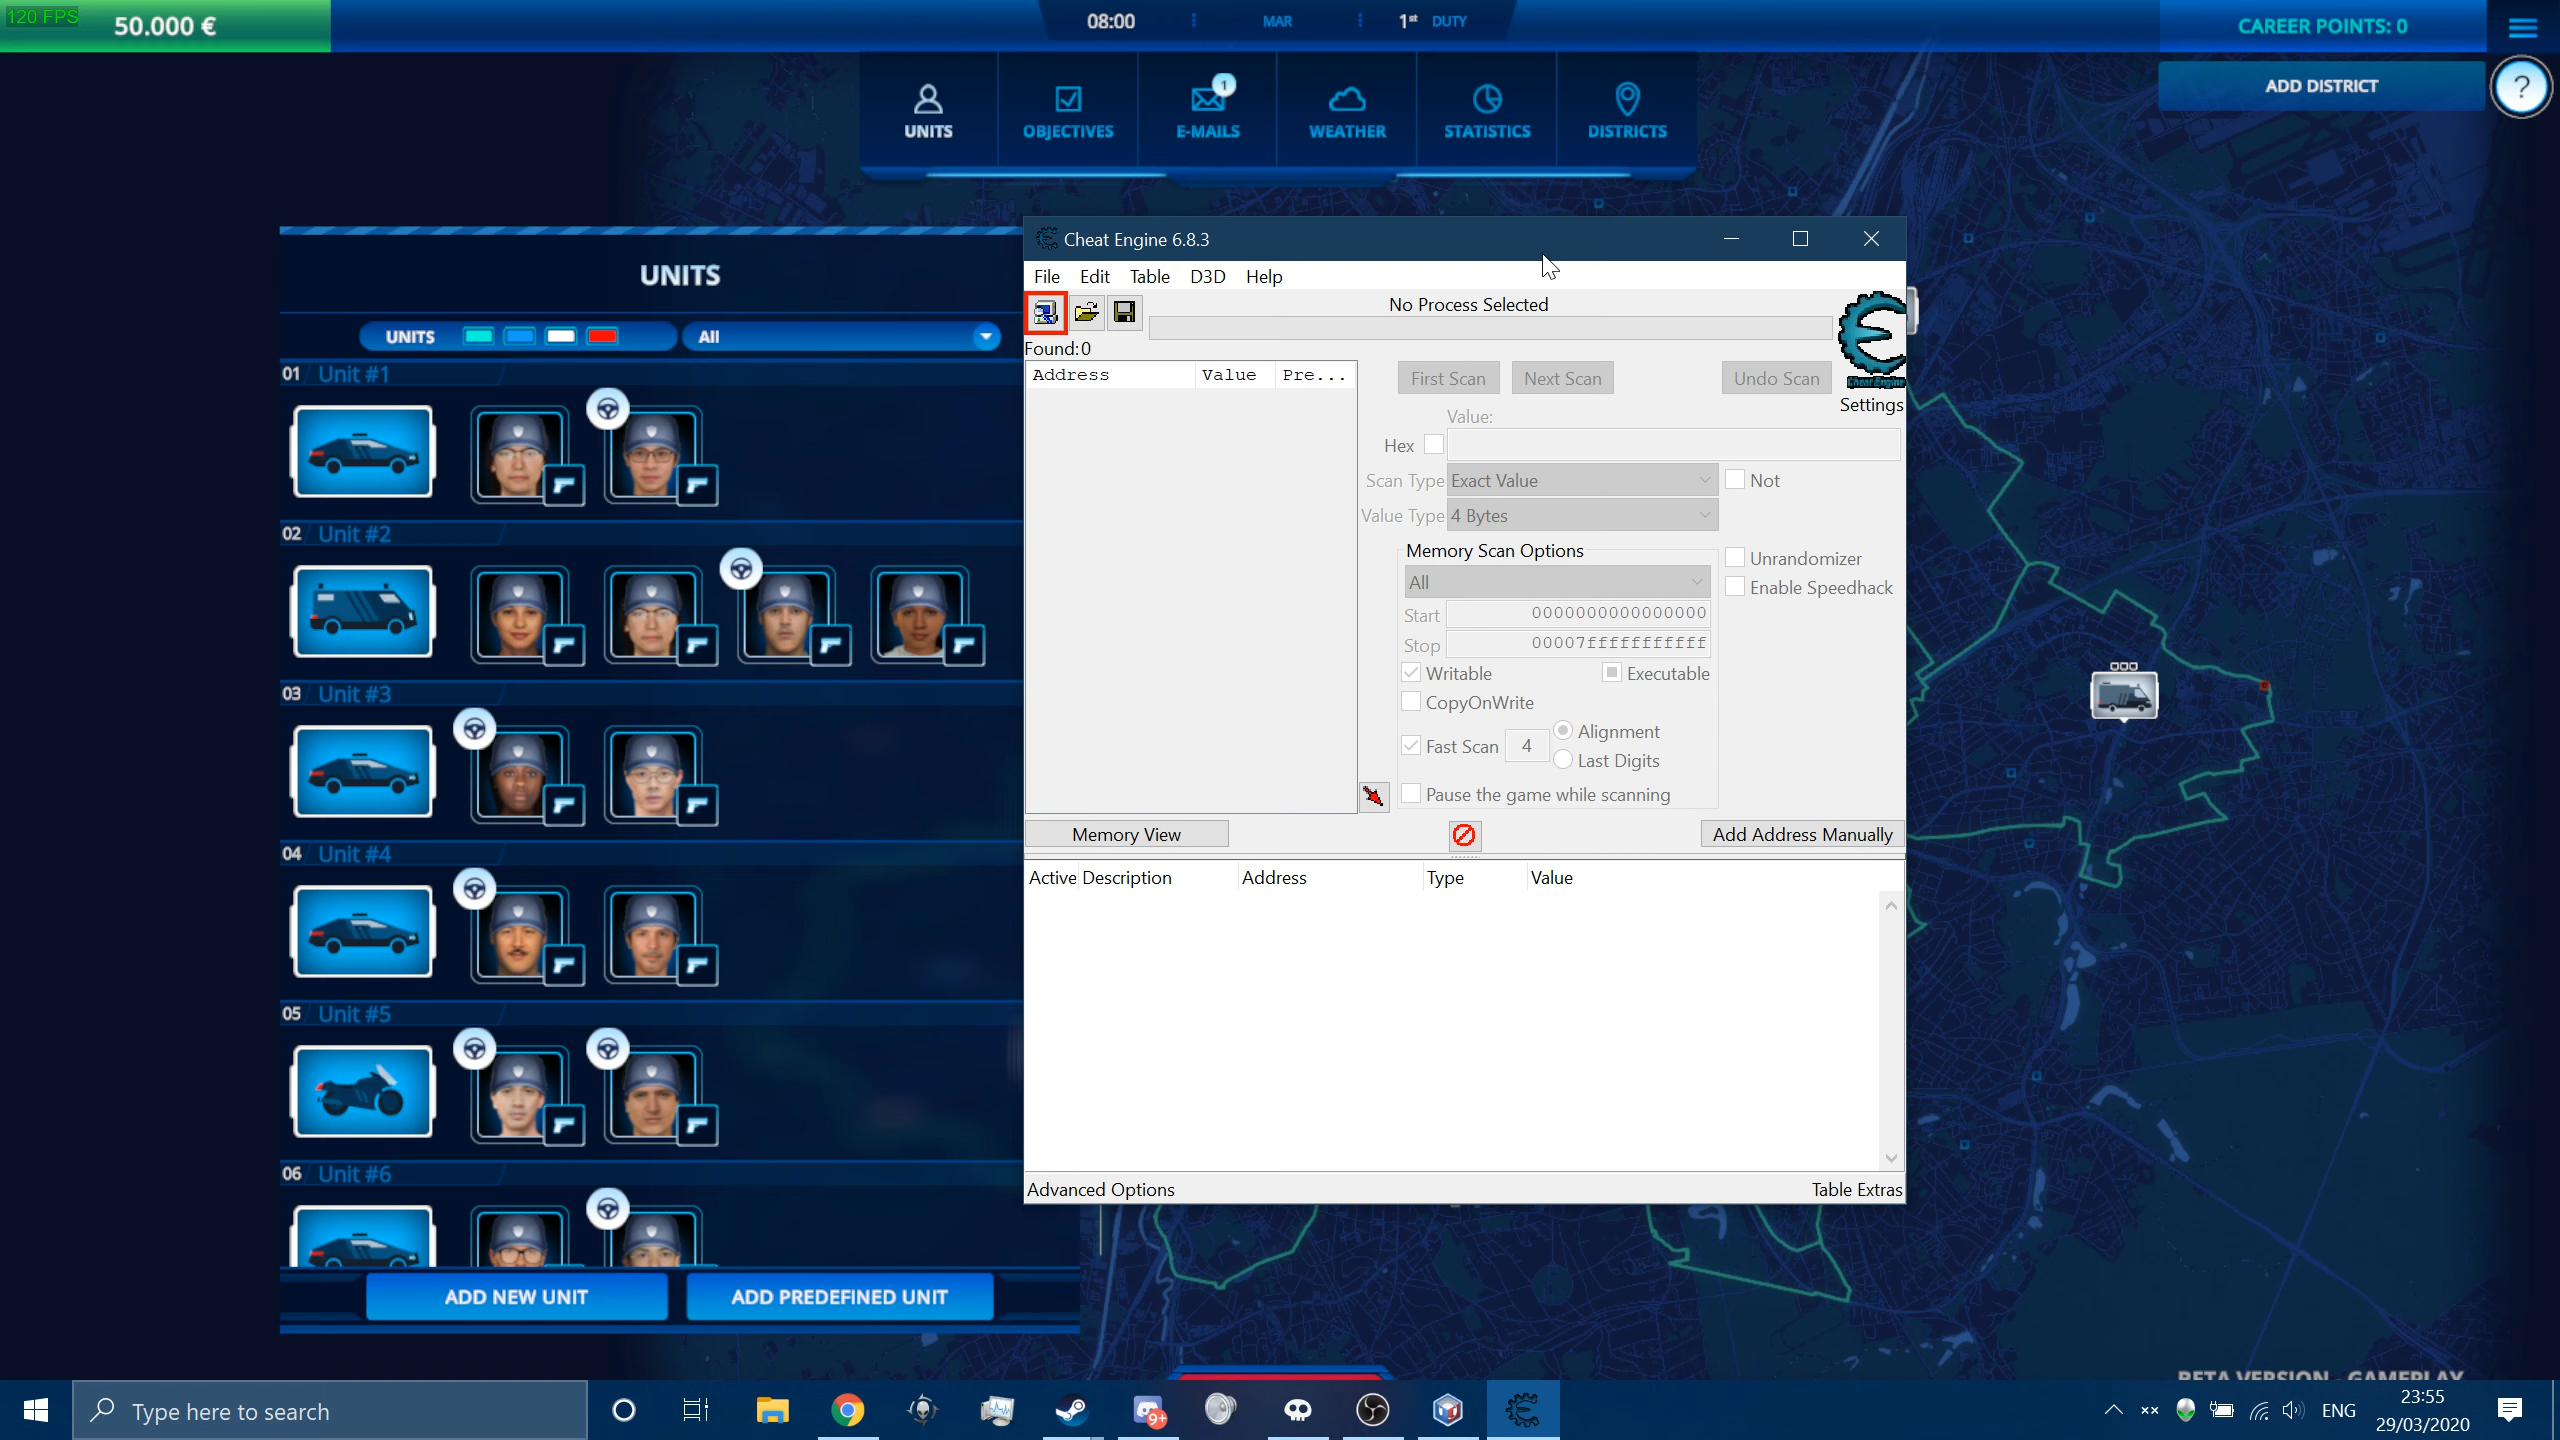 120 FPS
50.000 €
08:00
MAR
1st DUTY
CAREER POINTS: 0
ADD DISTRICT
?
UNITS
OBJECTIVES
1
E-MAILS
WEATHER
STATISTICS
DISTRICTS
UNITS
UNITS
All
01 Unit #1
02 Unit #2
03 Unit #3
04 Unit #4
05 Unit #5
06 Unit #6
ADD NEW UNIT
ADD PREDEFINED UNIT
Cheat Engine 6.8.3
File Edit Table D3D Help
No Process Selected
Found:0
Address Value Pre...
First Scan
Next Scan
Undo Scan
Cheat Engine
Settings
Value:
Hex
Scan Type Exact Value
Not
Value Type 4 Bytes
Memory Scan Options
All
Unrandomizer
Enable Speedhack
Start 0000000000000000
Stop 00007fffffffffff
Writable
Executable
CopyOnWrite
Fast Scan 4
Alignment
Last Digits
Pause the game while scanning
Memory View
Add Address Manually
Active Description Address Type Value
Advanced Options
Table Extras
BETA VERSION - GAMEPLAY
Type here to search
9+
ENG
23:55
29/03/2020